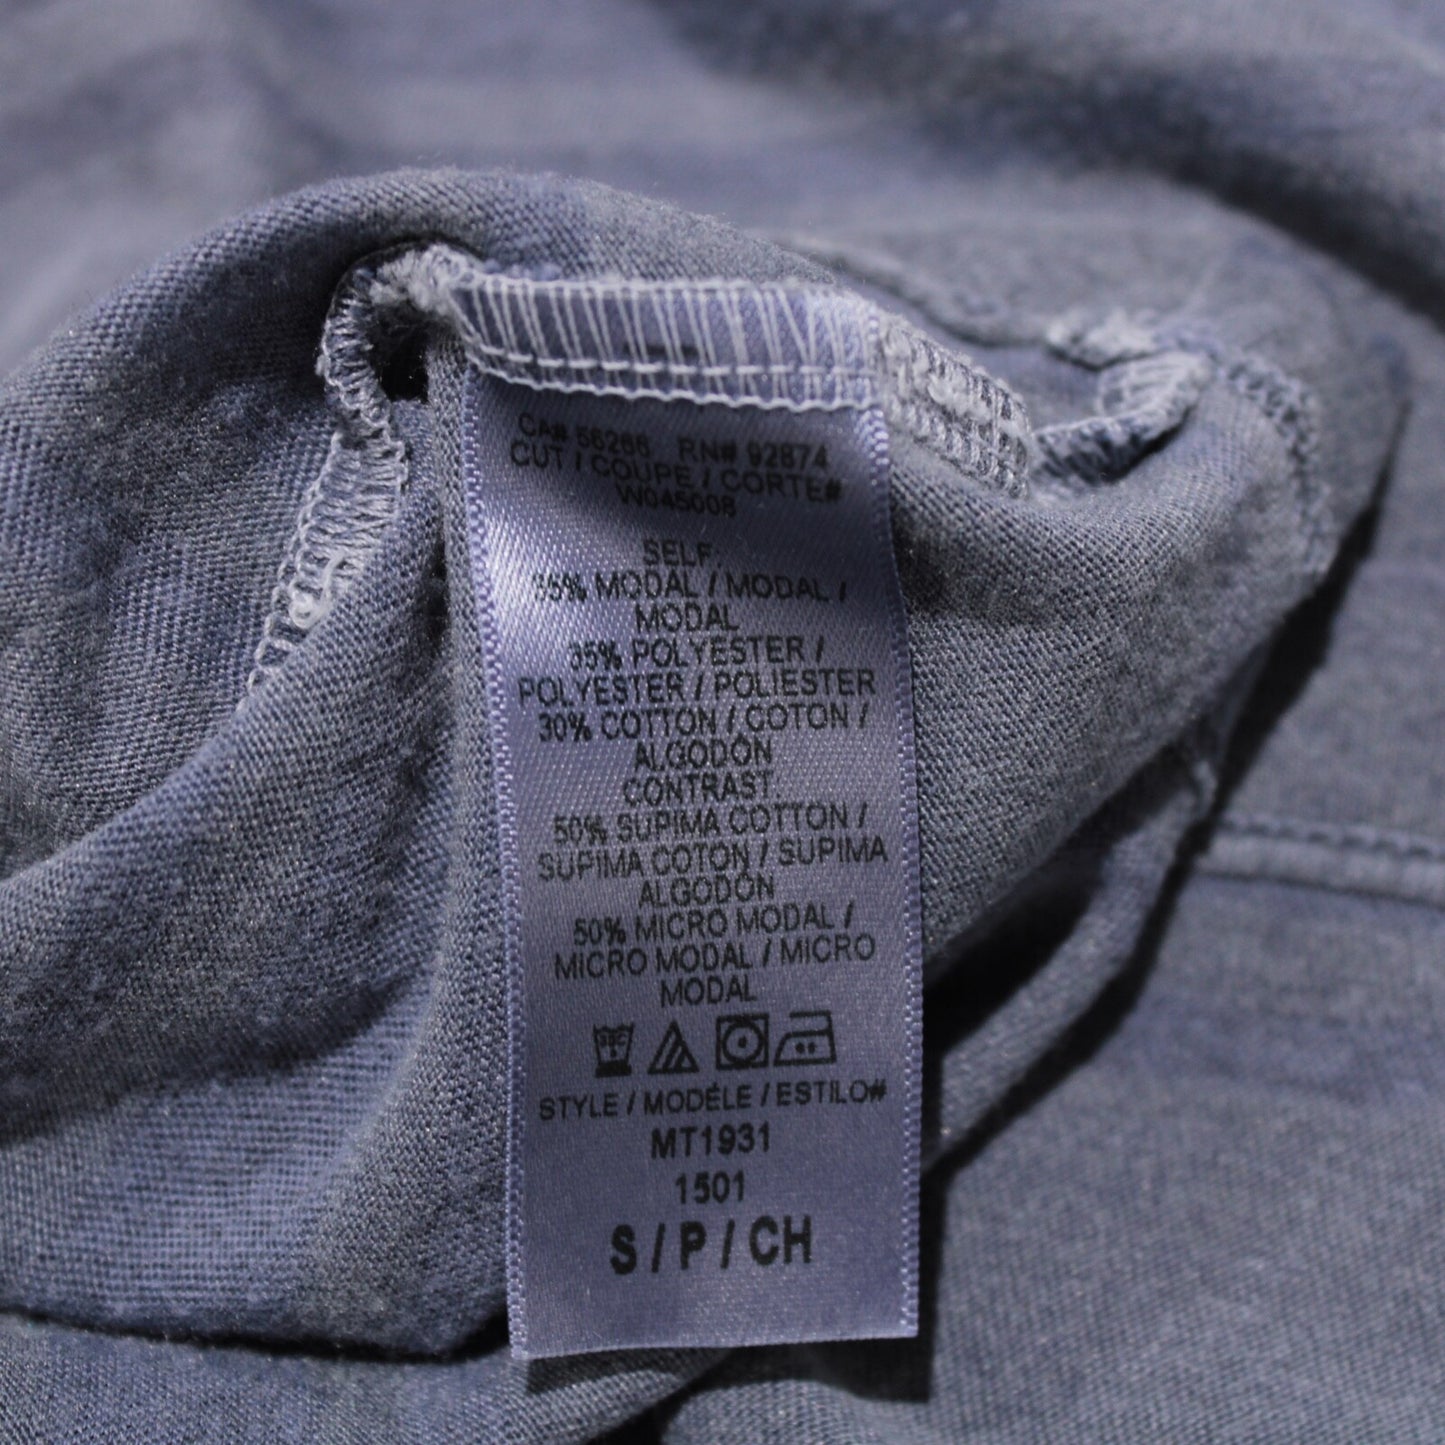 CA# 56266 RN# 92874
CUT / COUPE / CORTE#
W045008
SELF.
35% MODAL / MODAL /
MODAL
35% POLYESTER /
POLYESTER / POLIESTER
30% COTTON / COTON /
ALGODÓN
CONTRAST.
50% SUPIMA COTTON /
SUPIMA COTON / SUPIMA
ALGODÓN
50% MICRO MODAL /
MICRO MODAL / MICRO
MODAL
STYLE / MODÉLE / ESTILO#
MT1931
1501
S / P / CH